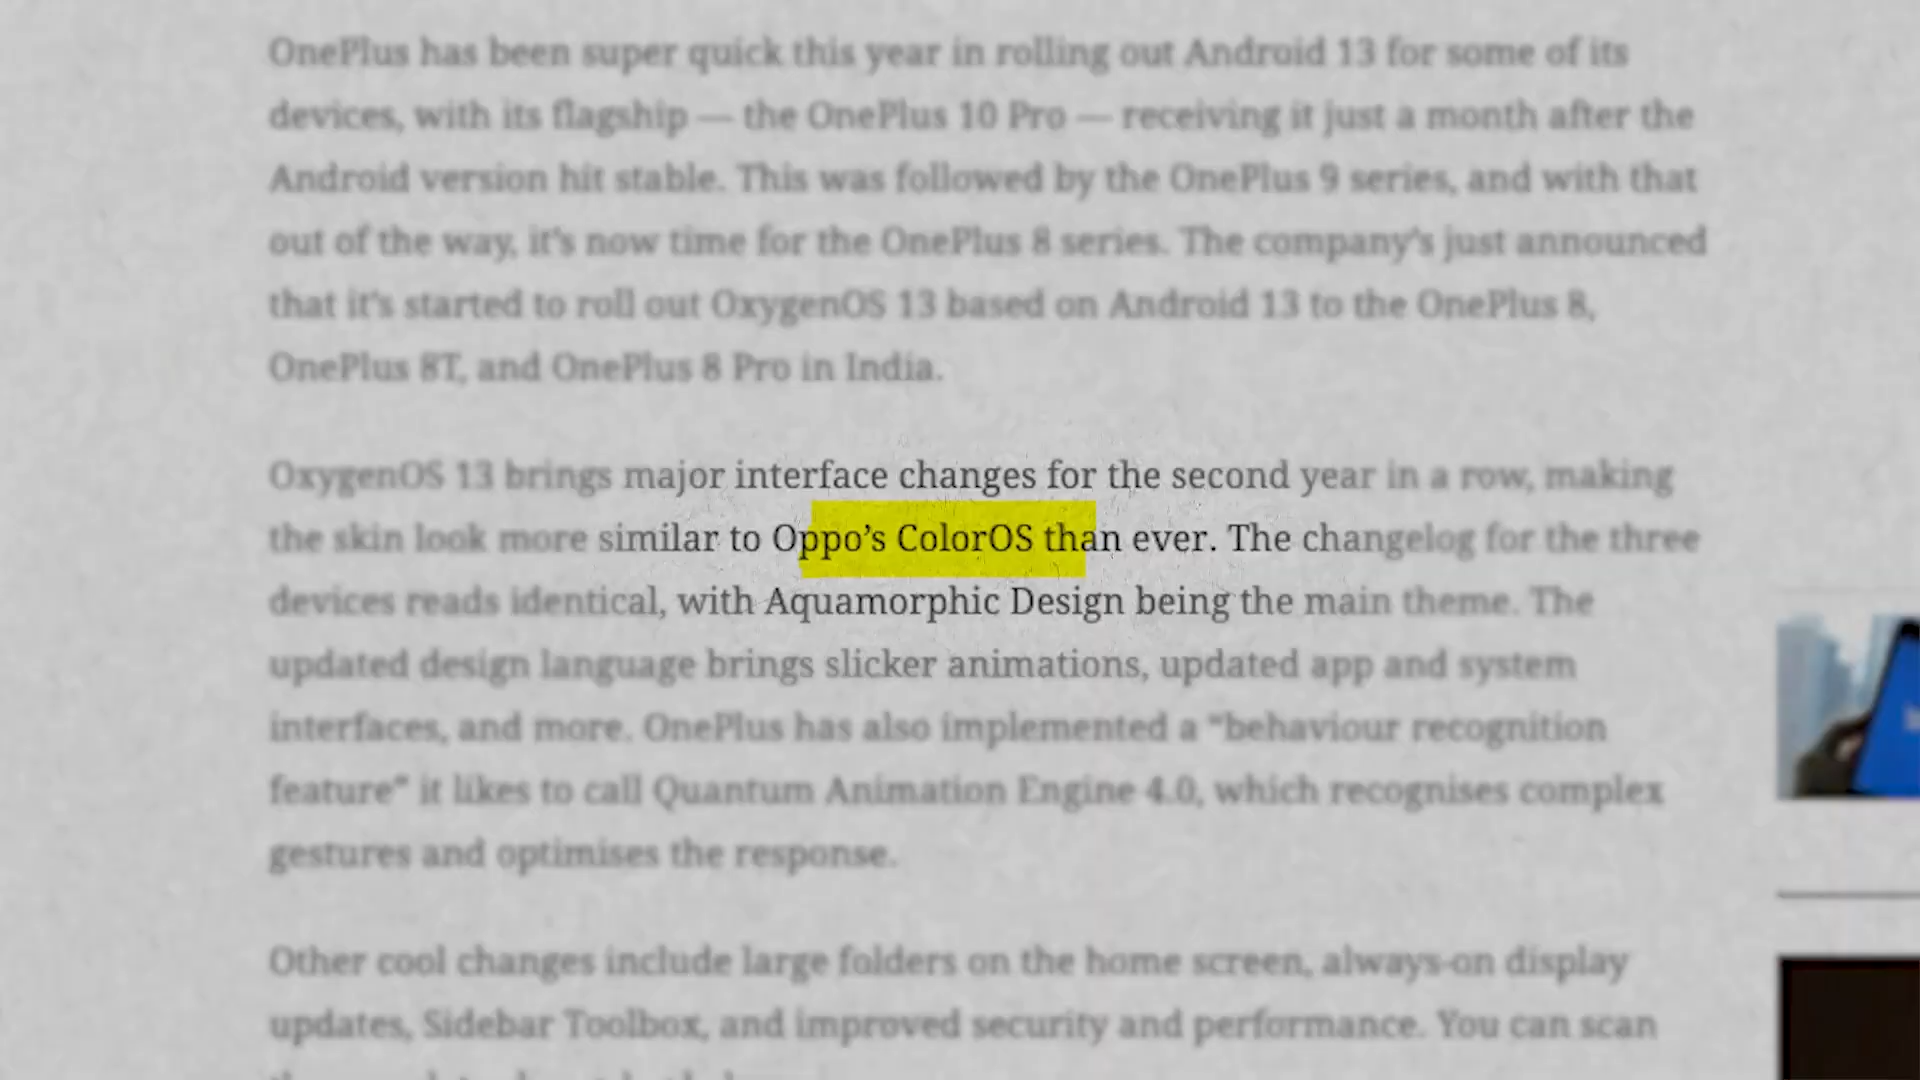 OnePlus has been super quick this year in rolling out Android 13 for some of its
devices, with its flagship — the OnePlus 10 Pro — receiving it just a month after the
Android version hit stable. This was followed by the OnePlus 9 series, and with that
out of the way, it's now time for the OnePlus 8 series. The company's just announced
that it's started to roll out OxygenOS 13 based on Android 13 to the OnePlus 8,
OnePlus 8T, and OnePlus 8 Pro in India.
OxygenOS 13 brings major interface changes for the second year in a row, making
the skin look more similar to Oppo’s ColorOS than ever. The changelog for the three
devices reads identical, with Aquamorphic Design being the main theme. The
updated design language brings slicker animations, updated app and system
interfaces, and more. OnePlus has also implemented a "behaviour recognition
feature" it likes to call Quantum Animation Engine 4.0, which recognises complex
gestures and optimises the response.
Other cool changes include large folders on the home screen, always-on display
updates, Sidebar Toolbox, and improved security and performance. You can scan